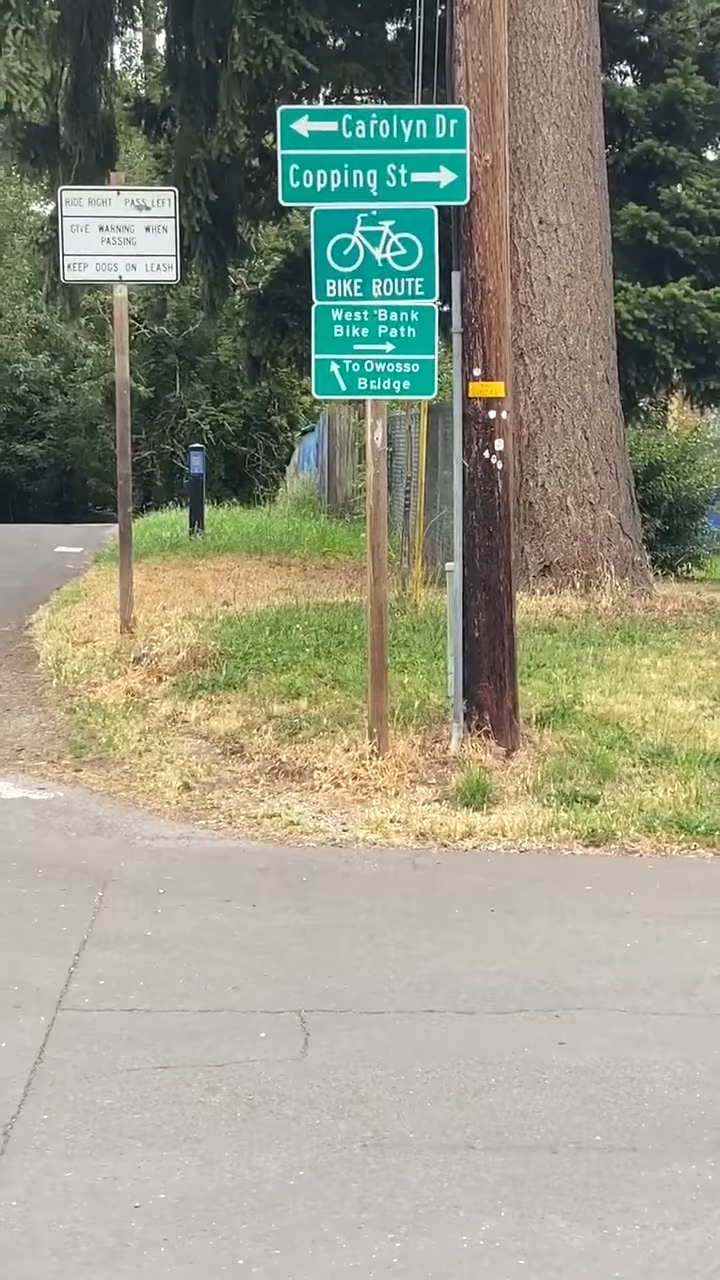 RIDE RIGHT PASS LEFT
GIVE WARNING WHEN
PASSING
KEEP DOGS ON LEASH
Carolyn Dr
Copping St
BIKE ROUTE
West Bank
Bike Path
To Owosso
Bridge